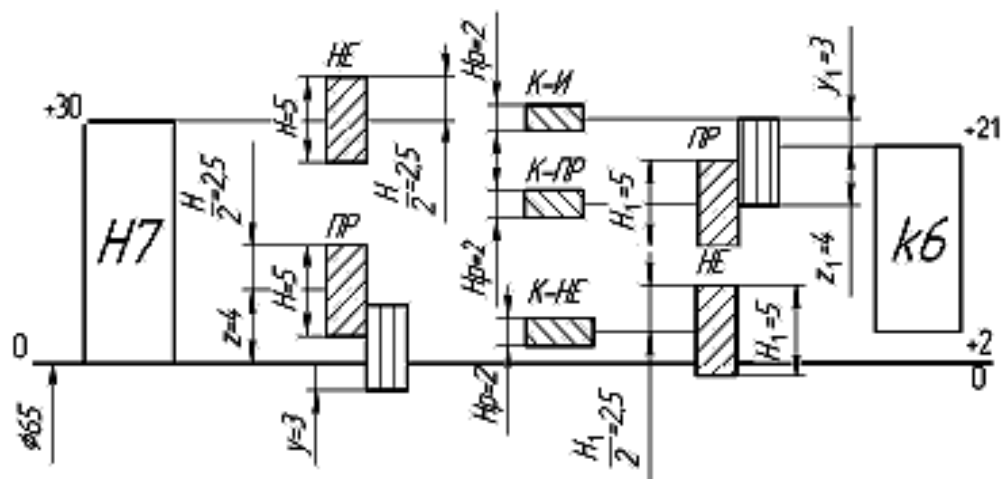 +30
H7
0
ϕ65
H/2=2,5
z=4
H=5
ПР
y=3
НЕ
H=5
H/2=2,5
Hp=2
К-И
К-ПР
Hp=2
К-НЕ
Hp=2
H₁=5
ПР
НЕ
H₁/2=2,5
H₁=5
y₁=3
z₁=4
+21
k6
+2
0